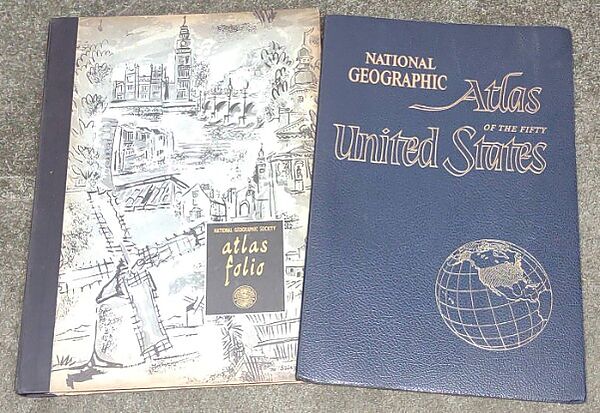 NATIONAL GEOGRAPHIC SOCIETY
atlas
folio
NATIONAL
GEOGRAPHIC
Atlas
OF THE FIFTY
United States